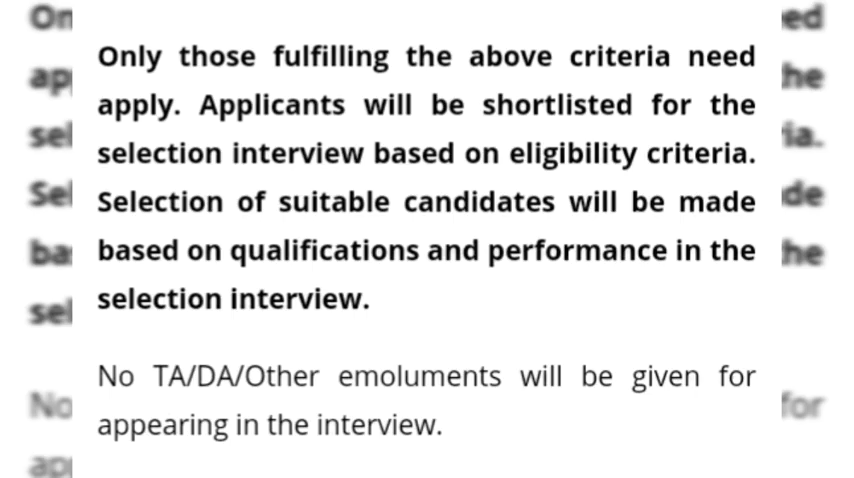 Only those fulfilling the above criteria need
apply. Applicants will be shortlisted for the
selection interview based on eligibility criteria.
Selection of suitable candidates will be made
based on qualifications and performance in the
selection interview.
No TA/DA/Other emoluments will be given for
appearing in the interview.